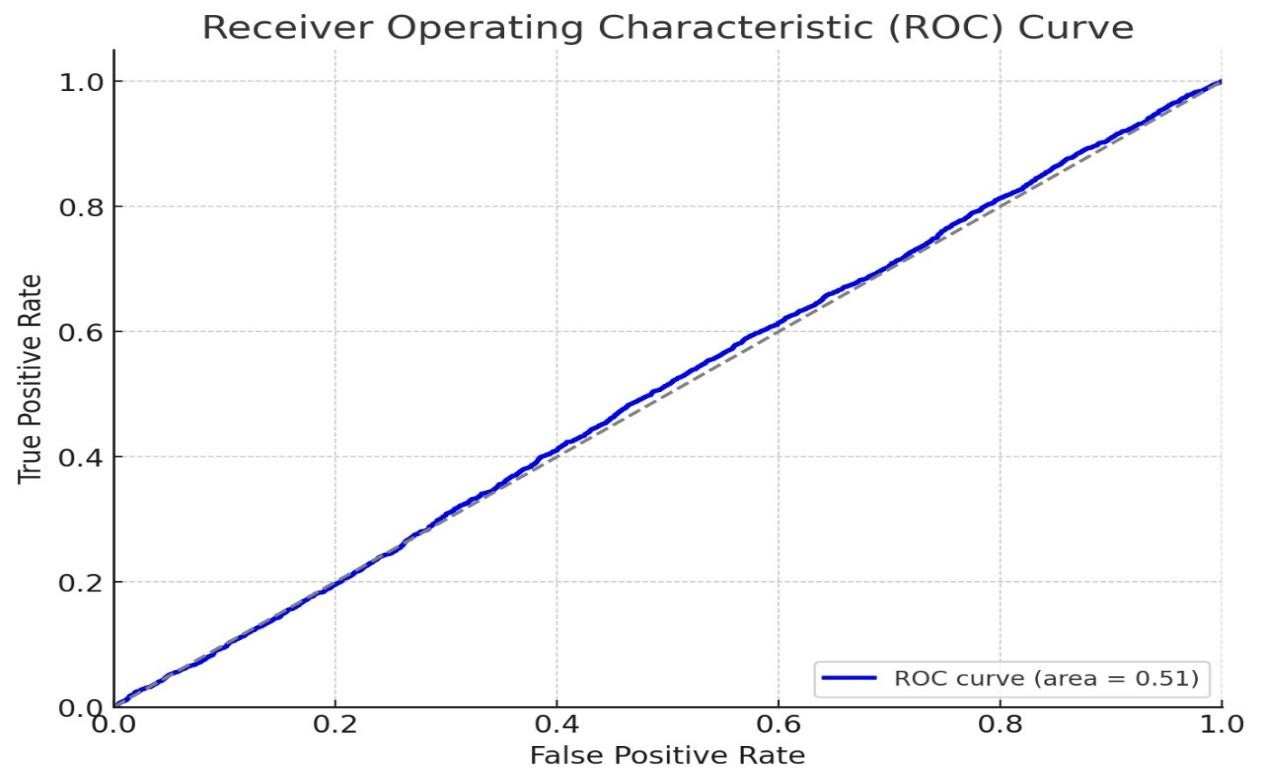 Receiver Operating Characteristic (ROC) Curve
True Positive Rate
1.0
0.8
0.6
0.4
0.2
0.0
0.0 0.2 0.4 0.6 0.8 1.0
False Positive Rate
ROC curve (area = 0.51)